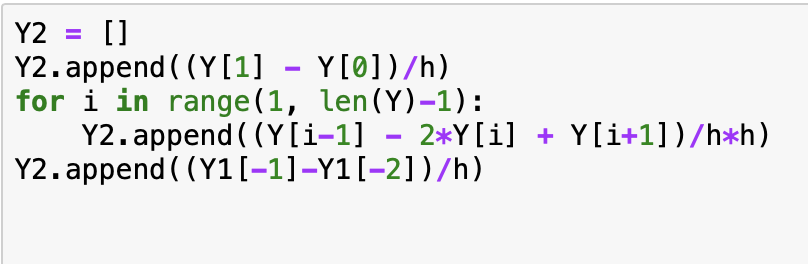 Y2 = []
Y2.append((Y[1] - Y[0])/h)
for i in range(1, len(Y)-1):
    Y2.append((Y[i-1] - 2*Y[i] + Y[i+1])/h*h)
Y2.append((Y1[-1]-Y1[-2])/h)